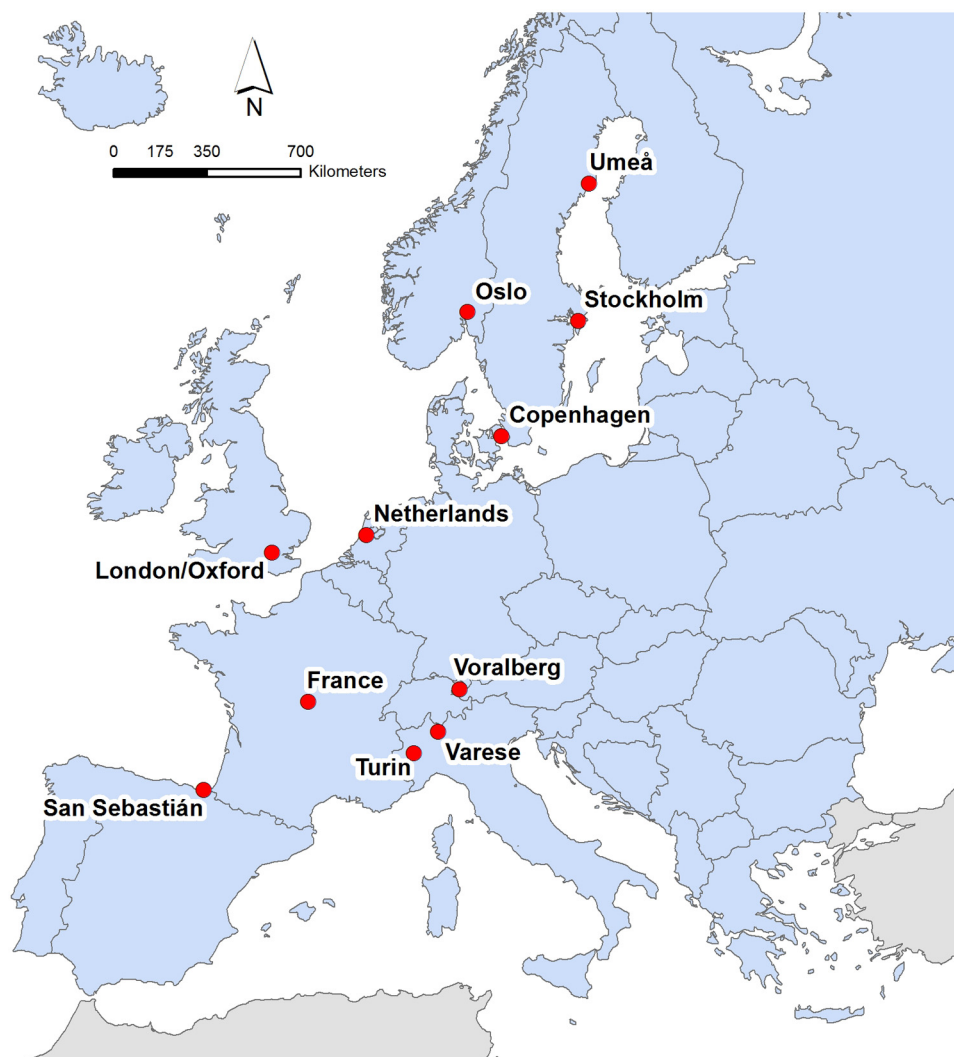 N
0 175 350 700
Kilometers
Umeå
Oslo
Stockholm
Copenhagen
Netherlands
London/Oxford
France
Voralberg
Turin
Varese
San Sebastián